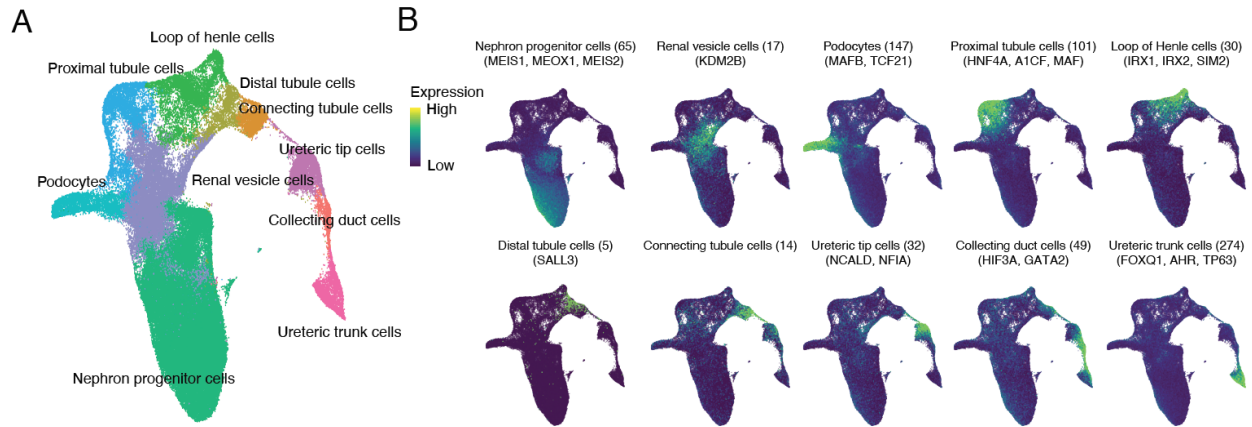 A
Loop of henle cells
Proximal tubule cells
Distal tubule cells
Connecting tubule cells
Ureteric tip cells
Podocytes
Renal vesicle cells
Collecting duct cells
Ureteric trunk cells
Nephron progenitor cells
B
Nephron progenitor cells (65)
(MEIS1, MEOX1, MEIS2)
Renal vesicle cells (17)
(KDM2B)
Podocytes (147)
(MAFB, TCF21)
Proximal tubule cells (101)
(HNF4A, A1CF, MAF)
Loop of Henle cells (30)
(IRX1, IRX2, SIM2)
Expression
High
Low
Distal tubule cells (5)
(SALL3)
Connecting tubule cells (14)
Ureteric tip cells (32)
(NCALD, NFIA)
Collecting duct cells (49)
(HIF3A, GATA2)
Ureteric trunk cells (274)
(FOXQ1, AHR, TP63)